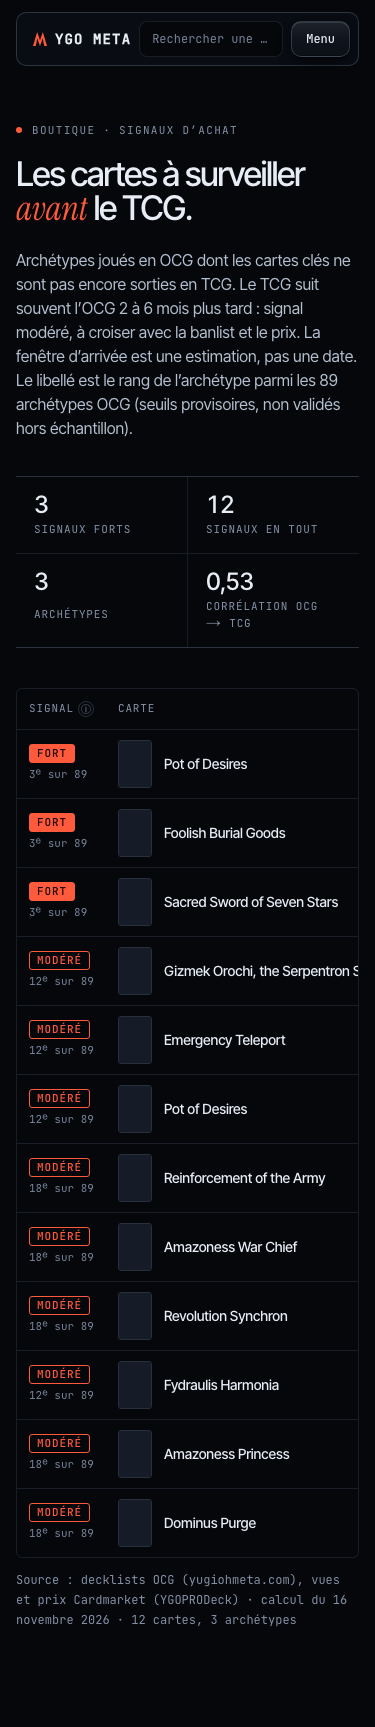 YGO META
Rechercher une …
Menu
BOUTIQUE · SIGNAUX D’ACHAT
Les cartes à surveiller
avant le TCG.
Archétypes joués en OCG dont les cartes clés ne
sont pas encore sorties en TCG. Le TCG suit
souvent l’OCG 2 à 6 mois plus tard : signal
modéré, à croiser avec la banlist et le prix. La
fenêtre d’arrivée est une estimation, pas une date.
Le libellé est le rang de l’archétype parmi les 89
archétypes OCG (seuils provisoires, non validés
hors échantillon).
3
SIGNAUX FORTS
12
SIGNAUX EN TOUT
3
ARCHÉTYPES
0,53
CORRÉLATION OCG
⟶ TCG
SIGNAL ⓘ CARTE
FORT
3ᵉ sur 89
Pot of Desires
FORT
3ᵉ sur 89
Foolish Burial Goods
FORT
3ᵉ sur 89
Sacred Sword of Seven Stars
MODÉRÉ
12ᵉ sur 89
Gizmek Orochi, the Serpentron S
MODÉRÉ
12ᵉ sur 89
Emergency Teleport
MODÉRÉ
12ᵉ sur 89
Pot of Desires
MODÉRÉ
18ᵉ sur 89
Reinforcement of the Army
MODÉRÉ
18ᵉ sur 89
Amazoness War Chief
MODÉRÉ
18ᵉ sur 89
Revolution Synchron
MODÉRÉ
12ᵉ sur 89
Fydraulis Harmonia
MODÉRÉ
18ᵉ sur 89
Amazoness Princess
MODÉRÉ
18ᵉ sur 89
Dominus Purge
Source : decklists OCG (yugiohmeta.com), vues
et prix Cardmarket (YGOPRODeck) · calcul du 16
novembre 2026 · 12 cartes, 3 archétypes